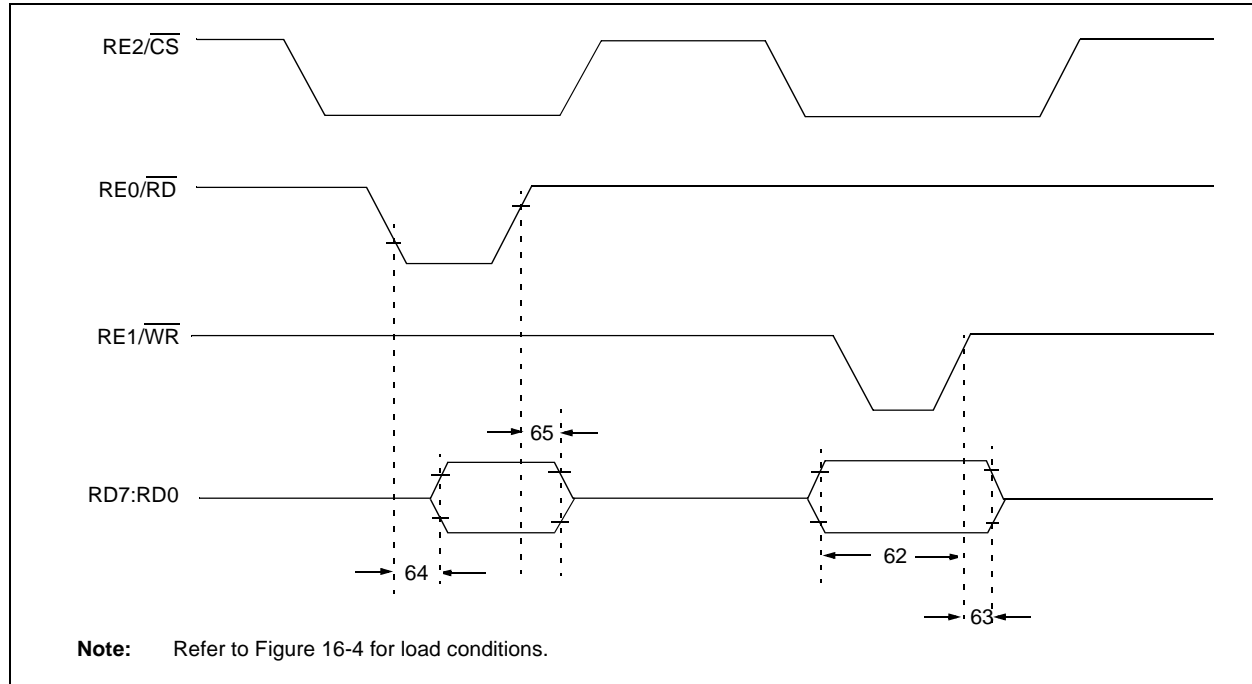 RE2/CS
RE0/RD
RE1/WR
65
RD7:RD0
62
64
63
Note: Refer to Figure 16-4 for load conditions.